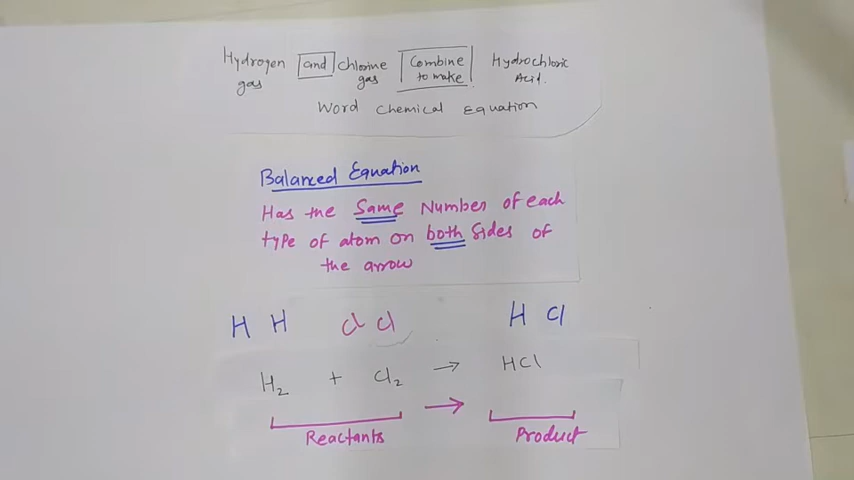 Hydrogen and chlorine Combine Hydrochloric
gas gas to make Acid.
Word Chemical Equation
Balanced Equation
Has the Same Number of each
type of atom on both sides of
the arrow
H H Cl Cl H Cl
H₂ + Cl₂ → HCl
→
Reactants Product